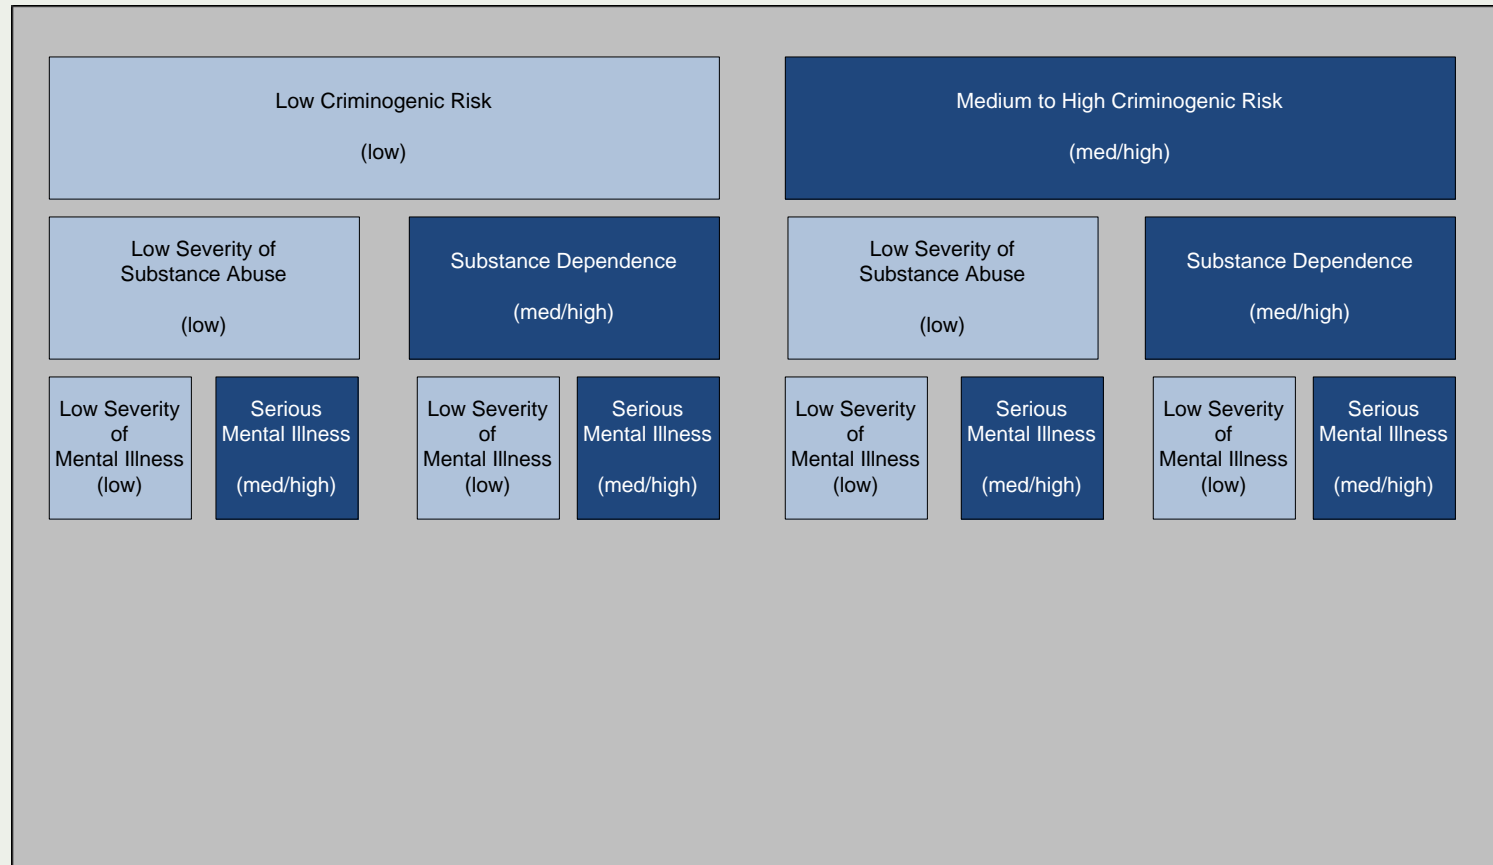 Low Criminogenic Risk
(low)
Medium to High Criminogenic Risk
(med/high)
Low Severity of
Substance Abuse
(low)
Substance Dependence
(med/high)
Low Severity of
Substance Abuse
(low)
Substance Dependence
(med/high)
Low Severity
of
Mental Illness
(low)
Serious
Mental Illness
(med/high)
Low Severity
of
Mental Illness
(low)
Serious
Mental Illness
(med/high)
Low Severity
of
Mental Illness
(low)
Serious
Mental Illness
(med/high)
Low Severity
of
Mental Illness
(low)
Serious
Mental Illness
(med/high)